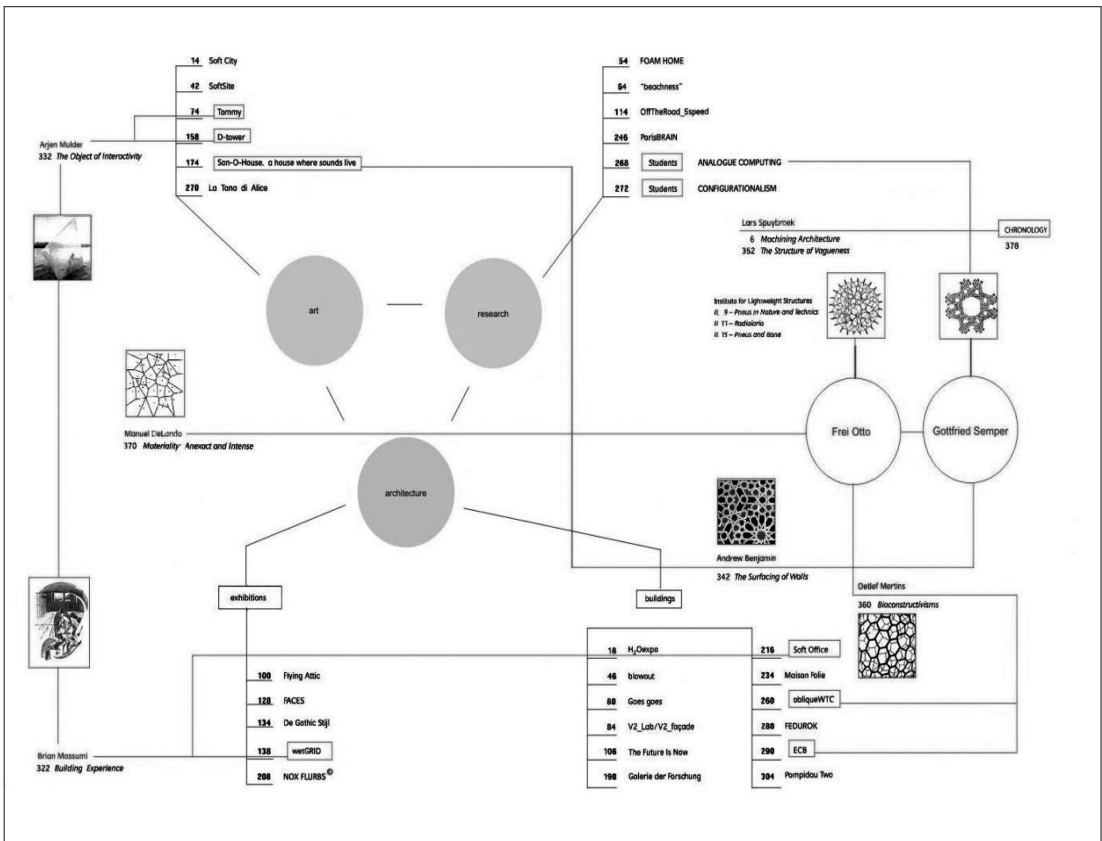 14 Soft City
42 SoftSite
74 Tommy
158 D-tower
174 Son-O-House. a house where sounds live
270 La Tana di Alice
54 FOAM HOME
64 "beachness"
114 OffTheRoad_5speed
246 ParisBRAIN
268 Students ANALOGUE COMPUTING
272 Students CONFIGURATIONALISM
Arjen Mulder
332 The Object of Interactivity
Lars Spuybroek
6 Machining Architecture
352 The Structure of Vagueness
CHRONOLOGY
378
art
research
Institute for Lightweight Structures
IL 9 – Pneus in Nature and Technics
IL 11 – Radiolaria
IL 15 – Pneus and Bone
Manuel DeLanda
370 Materiality Anexact and Intense
Frei Otto
Gottfried Semper
architecture
Andrew Benjamin
342 The Surfacing of Walls
Detlef Mertins
360 Bioconstructivisms
exhibitions
buildings
100 Flying Attic
128 FACES
134 De Gothic Stijl
138 wetGRID
208 NOX FLURBS©
18 H₂Oexpo
46 blowout
80 Goes goes
84 V2_Lab/V2_façade
106 The Future Is Now
198 Galerie der Forschung
216 Soft Office
234 Maison Folie
260 obliqueWTC
280 FEDUROK
290 ECB
304 Pompidou Two
Brian Massumi
322 Building Experience